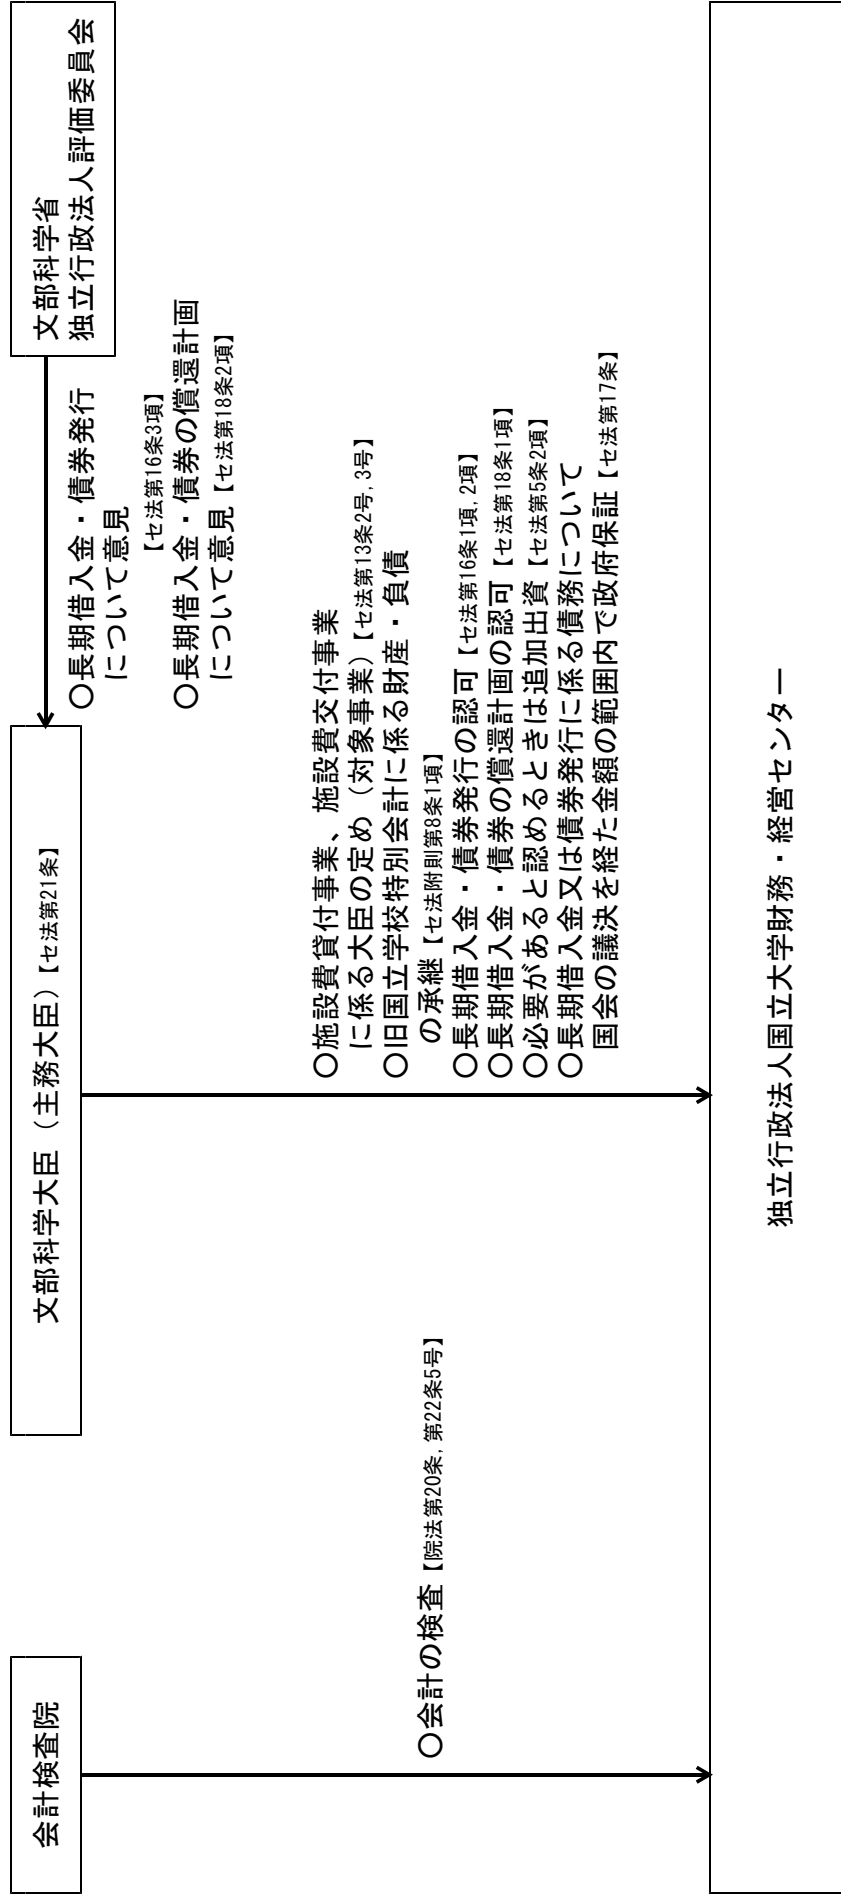 会計検査院
文部科学大臣（主務大臣）【セ法第21条】
文部科学省
独立行政法人評価委員会
○長期借入金・債券発行
について意見
【セ法第16条3項】
○長期借入金・債券の償還計画
について意見【セ法第18条2項】
○会計の検査【院法第20条，第22条5号】
○施設費貸付事業、施設費交付事業
に係る大臣の定め（対象事業）【セ法第13条2号，3号】
○旧国立学校特別会計に係る財産・負債
の承継【セ法附則第8条1項】
○長期借入金・債券発行の認可【セ法第16条1項，2項】
○長期借入金・債券の償還計画の認可【セ法第18条1項】
○必要があると認めるときは追加出資【セ法第5条2項】
○長期借入金又は債券発行に係る債務について
国会の議決を経た金額の範囲内で政府保証【セ法第17条】
独立行政法人国立大学財務・経営センター